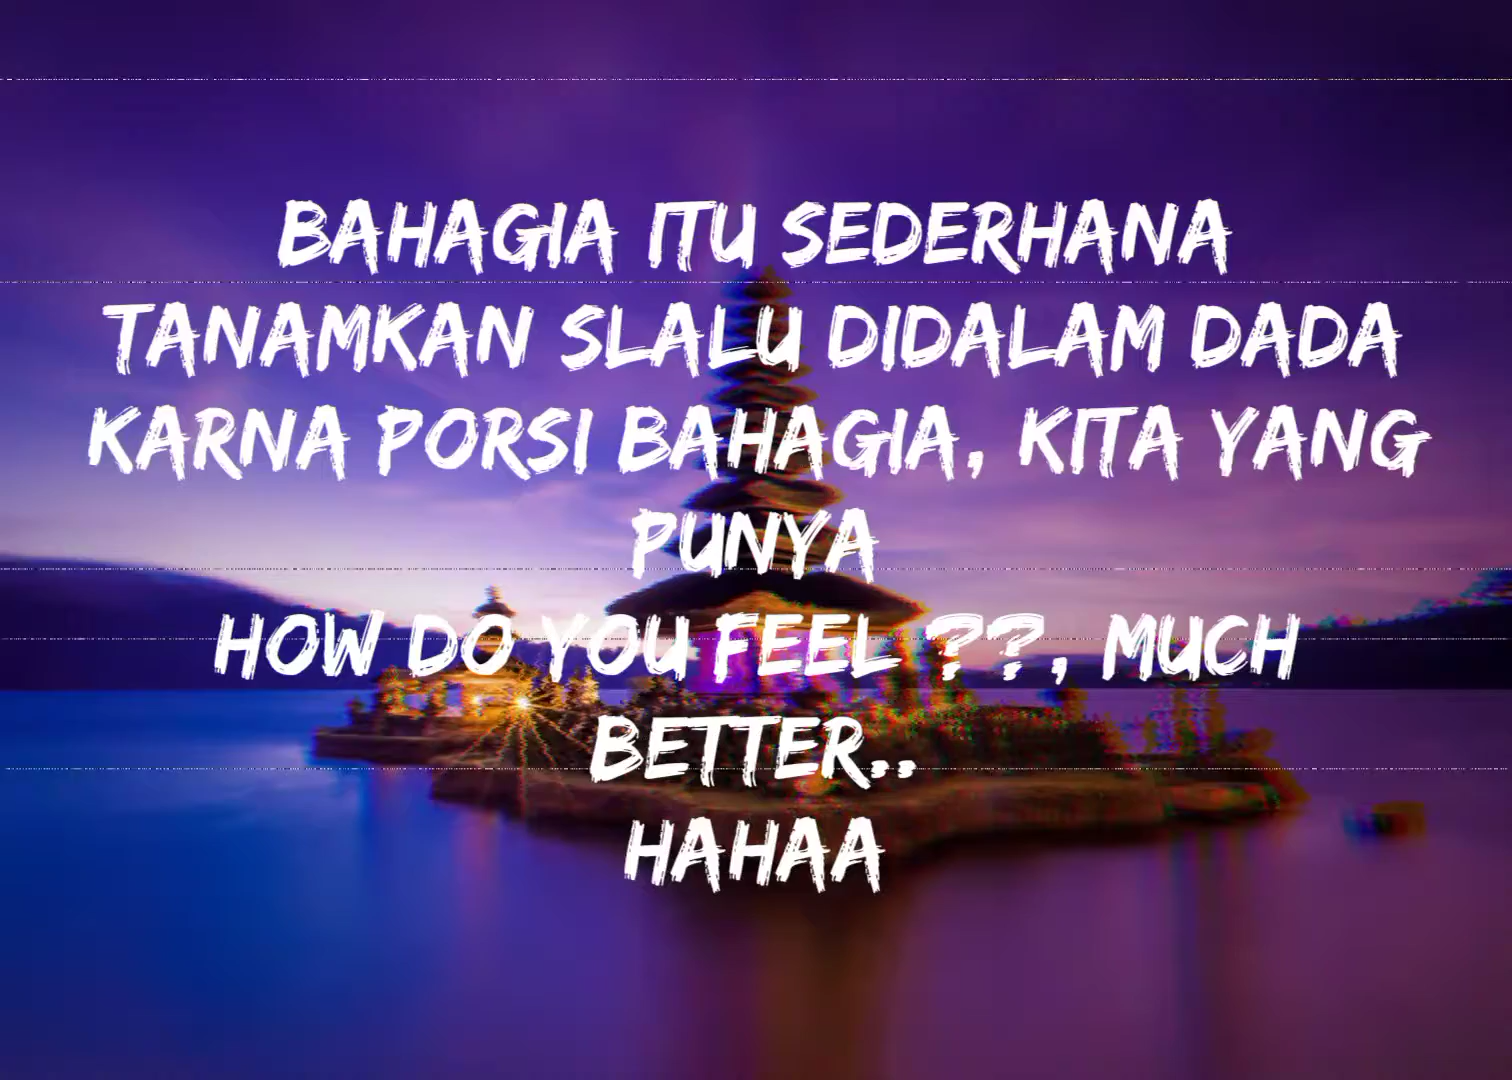 BAHAGIA ITU SEDERHANA
TANAMKAN SLALU DIDALAM DADA
KARNA PORSI BAHAGIA, KITA YANG
PUNYA
HOW DO YOU FEEL ??, MUCH
BETTER..
HAHAA